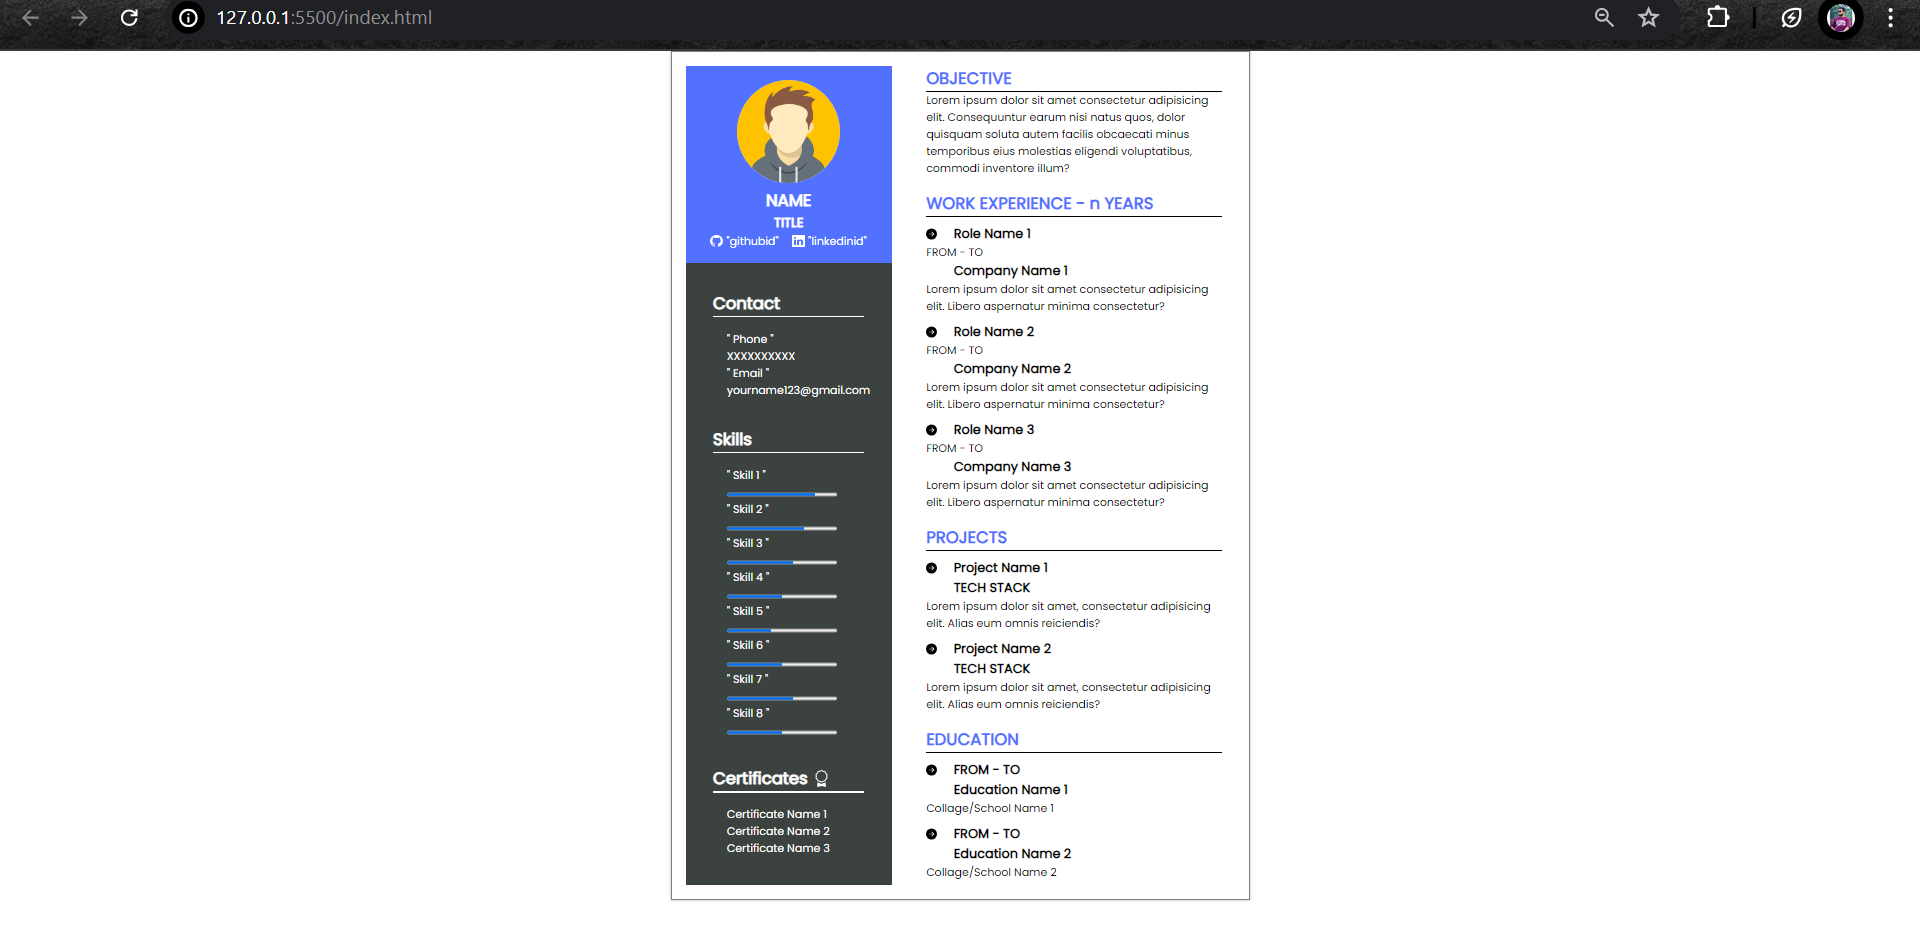 127.0.0.1:5500/index.html
NAME
TITLE
"githubid" "linkedinid"
Contact
" Phone "
XXXXXXXXXX
" Email "
yourname123@gmail.com
Skills
" Skill 1 "
" Skill 2 "
" Skill 3 "
" Skill 4 "
" Skill 5 "
" Skill 6 "
" Skill 7 "
" Skill 8 "
Certificates
Certificate Name 1
Certificate Name 2
Certificate Name 3
OBJECTIVE
Lorem ipsum dolor sit amet consectetur adipisicing
elit. Consequuntur earum nisi natus quos, dolor
quisquam soluta autem facilis obcaecati minus
temporibus eius molestias eligendi voluptatibus,
commodi inventore illum?
WORK EXPERIENCE - n YEARS
Role Name 1
FROM - TO
Company Name 1
Lorem ipsum dolor sit amet consectetur adipisicing
elit. Libero aspernatur minima consectetur?
Role Name 2
FROM - TO
Company Name 2
Lorem ipsum dolor sit amet consectetur adipisicing
elit. Libero aspernatur minima consectetur?
Role Name 3
FROM - TO
Company Name 3
Lorem ipsum dolor sit amet consectetur adipisicing
elit. Libero aspernatur minima consectetur?
PROJECTS
Project Name 1
TECH STACK
Lorem ipsum dolor sit amet, consectetur adipisicing
elit. Alias eum omnis reiciendis?
Project Name 2
TECH STACK
Lorem ipsum dolor sit amet, consectetur adipisicing
elit. Alias eum omnis reiciendis?
EDUCATION
FROM - TO
Education Name 1
Collage/School Name 1
FROM - TO
Education Name 2
Collage/School Name 2